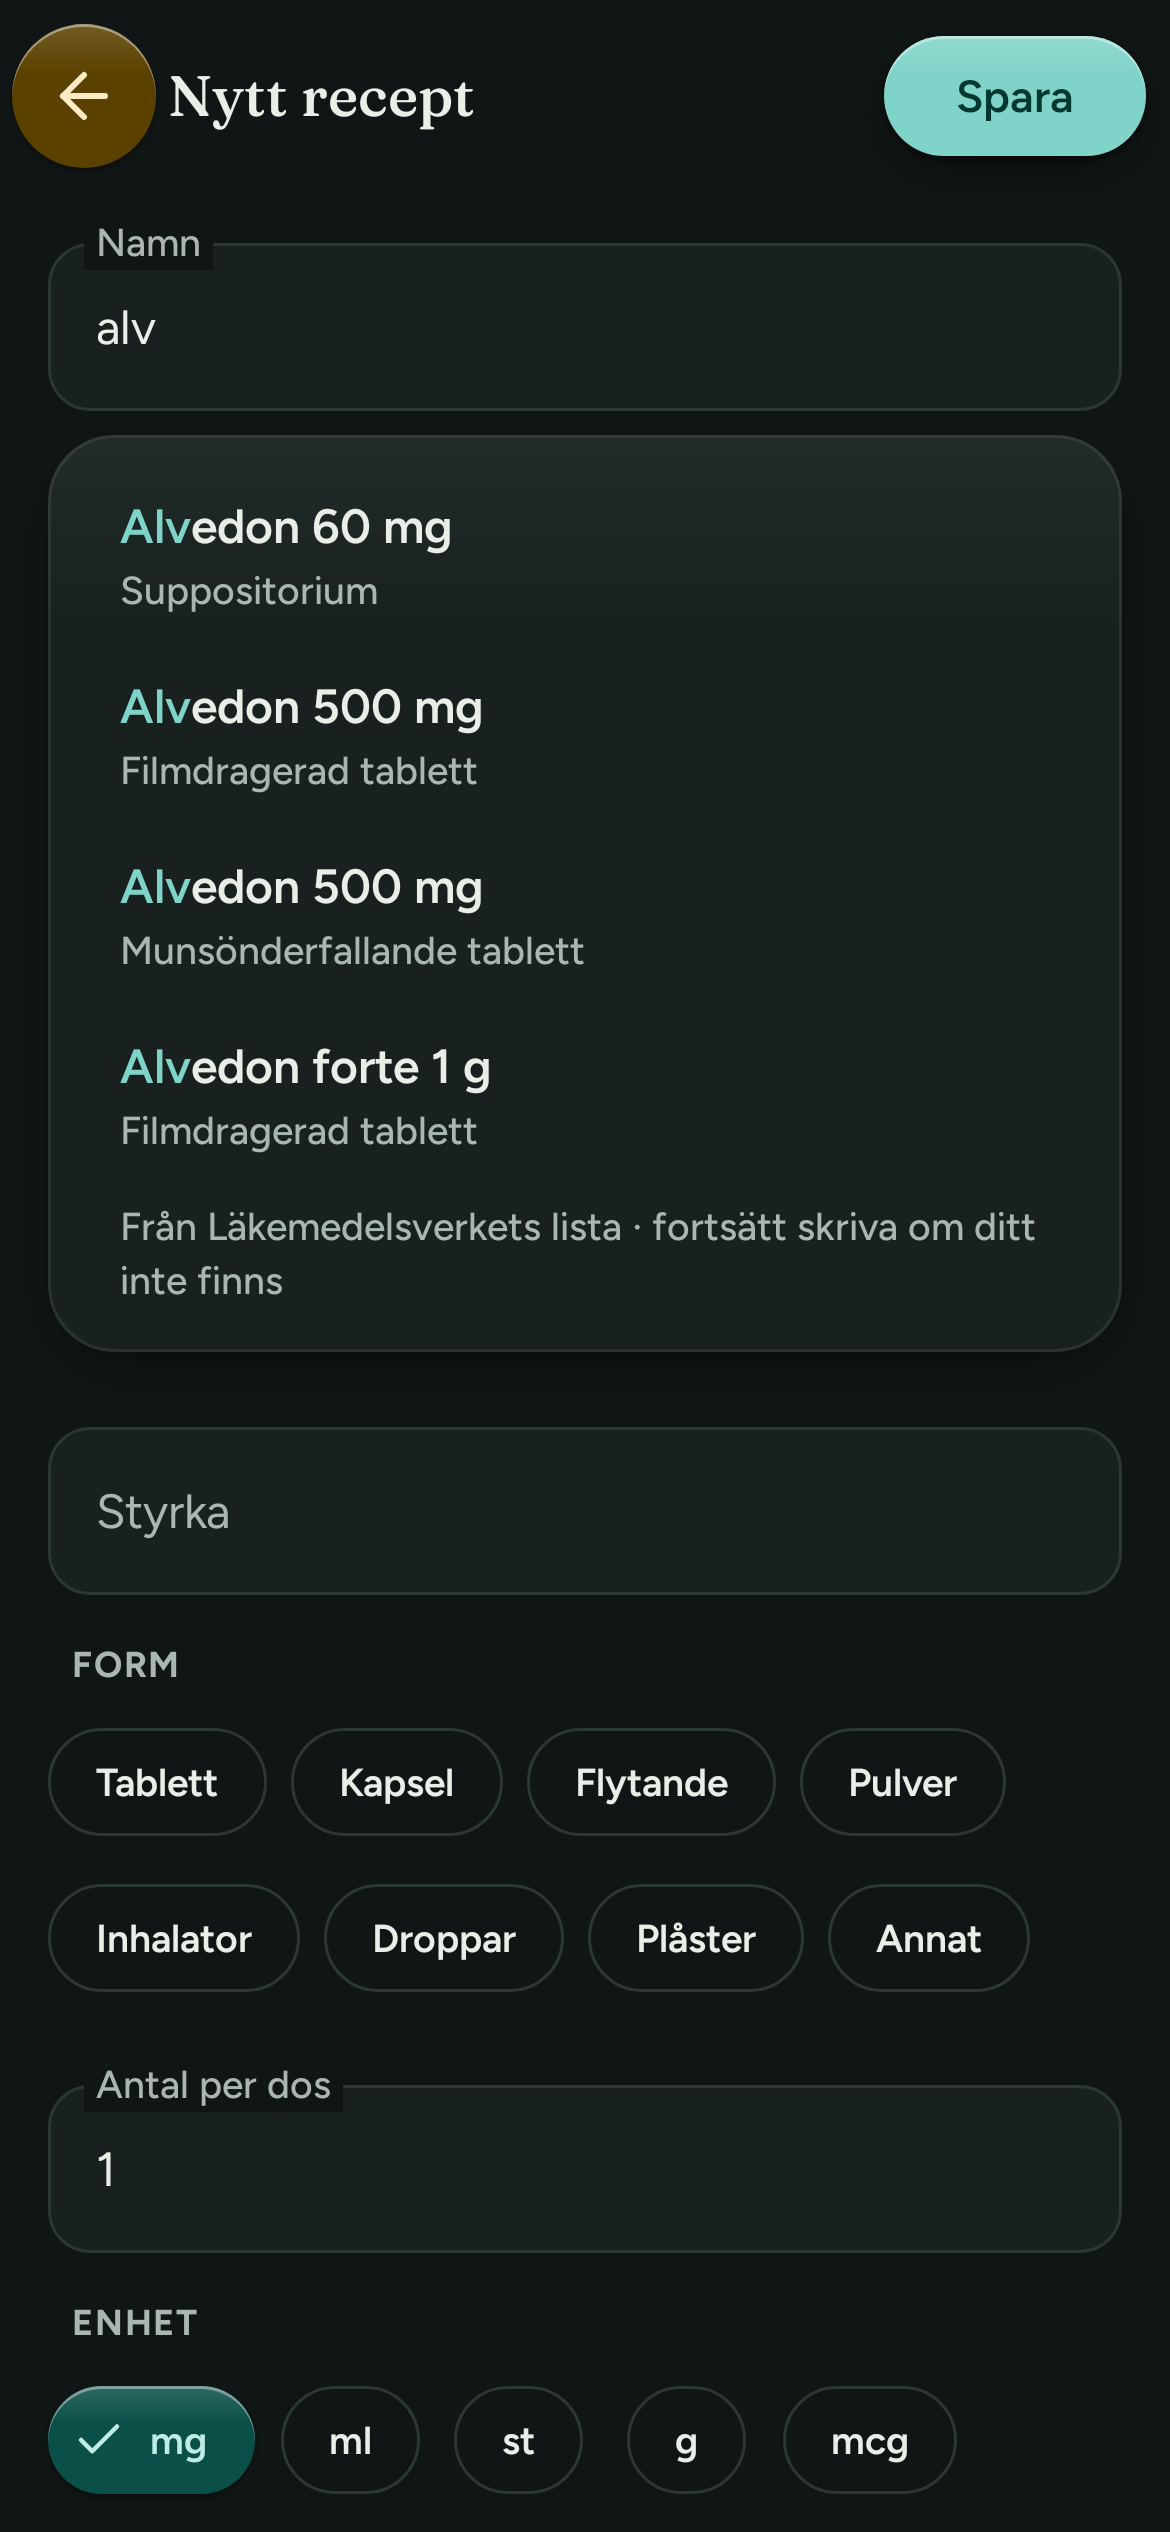 Nytt recept
Spara
Namn
alv
Alvedon 60 mg
Suppositorium
Alvedon 500 mg
Filmdragerad tablett
Alvedon 500 mg
Munsönderfallande tablett
Alvedon forte 1 g
Filmdragerad tablett
Från Läkemedelsverkets lista · fortsätt skriva om ditt
inte finns
Styrka
FORM
Tablett Kapsel Flytande Pulver
Inhalator Droppar Plåster Annat
Antal per dos
1
ENHET
mg ml st g mcg